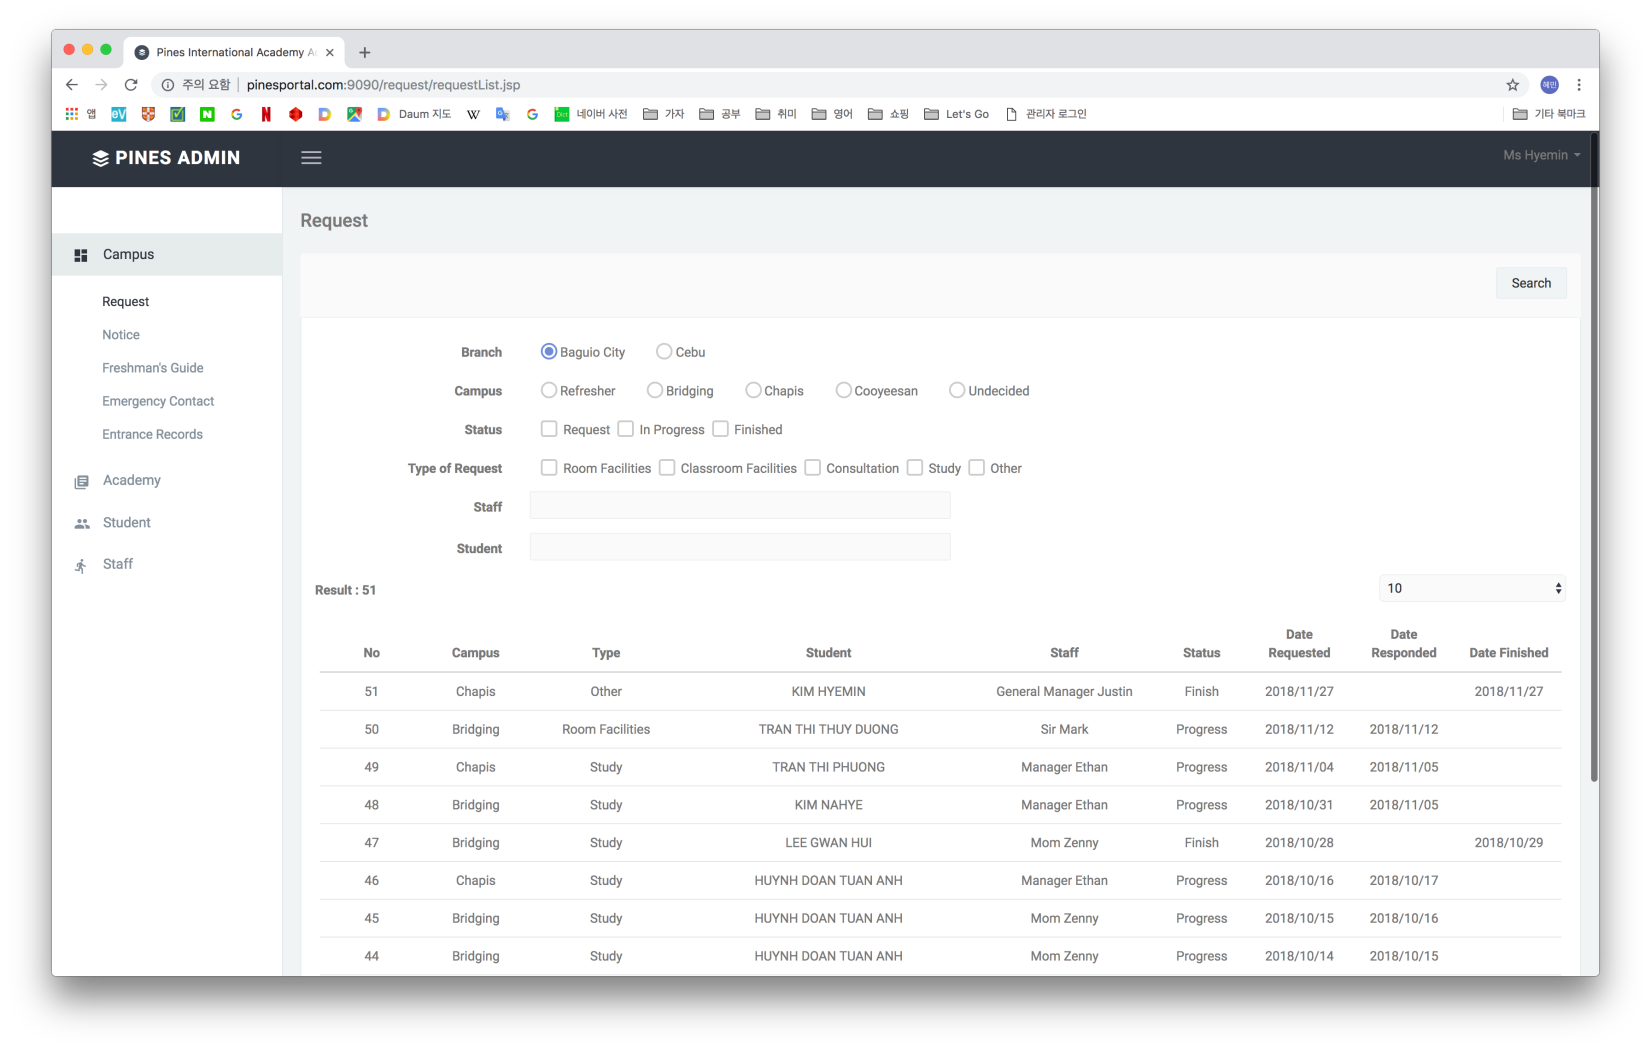 Pines International Academy A
주의 요함 pinesportal.com:9090/request/requestList.jsp 혜민
앱 eV N G N D D Daum 지도 W G 네이버 사전 가자 공부 취미 영어 쇼핑 Let's Go 관리자 로그인 기타 북마크
PINES ADMIN Ms Hyemin
Request
Campus
Search
Request
Notice
Freshman's Guide
Emergency Contact
Entrance Records
Academy
Student
Staff
Branch Baguio City Cebu
Campus Refresher Bridging Chapis Cooyeesan Undecided
Status Request In Progress Finished
Type of Request Room Facilities Classroom Facilities Consultation Study Other
Staff
Student
Result : 51 10
No Campus Type Student Staff Status Date Requested Date Responded Date Finished
51 Chapis Other KIM HYEMIN General Manager Justin Finish 2018/11/27 2018/11/27
50 Bridging Room Facilities TRAN THI THUY DUONG Sir Mark Progress 2018/11/12 2018/11/12
49 Chapis Study TRAN THI PHUONG Manager Ethan Progress 2018/11/04 2018/11/05
48 Bridging Study KIM NAHYE Manager Ethan Progress 2018/10/31 2018/11/05
47 Bridging Study LEE GWAN HUI Mom Zenny Finish 2018/10/28 2018/10/29
46 Chapis Study HUYNH DOAN TUAN ANH Manager Ethan Progress 2018/10/16 2018/10/17
45 Bridging Study HUYNH DOAN TUAN ANH Mom Zenny Progress 2018/10/15 2018/10/16
44 Bridging Study HUYNH DOAN TUAN ANH Mom Zenny Progress 2018/10/14 2018/10/15